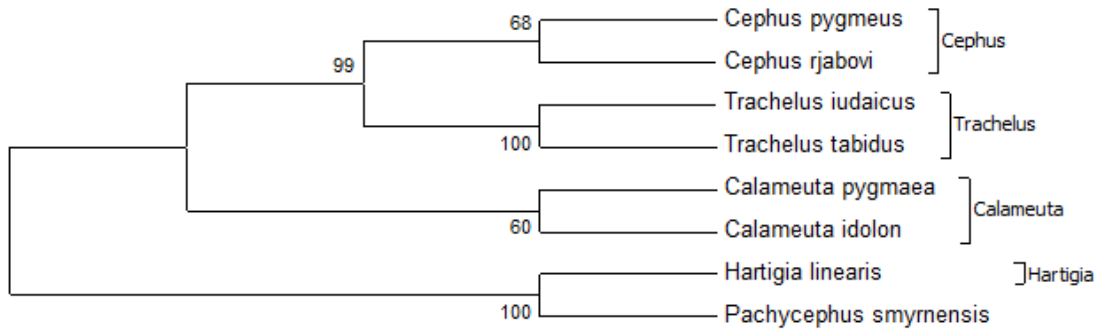 68
Cephus pygmeus
Cephus
Cephus rjabovi
99
Trachelus iudaicus
Trachelus
100
Trachelus tabidus
Calameuta pygmaea
Calameuta
60
Calameuta idolon
Hartigia linearis
Hartigia
100
Pachycephus smyrnensis